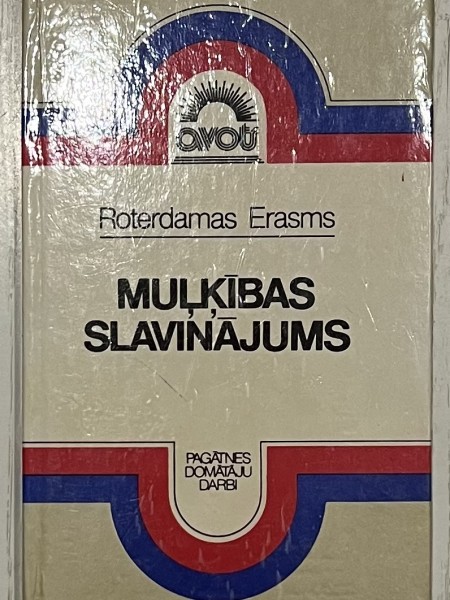 avots
Roterdamas Erasms
MUĻĶĪBAS
SLAVINĀJUMS
PAGĀTNES
DOMĀTĀJU
DARBI